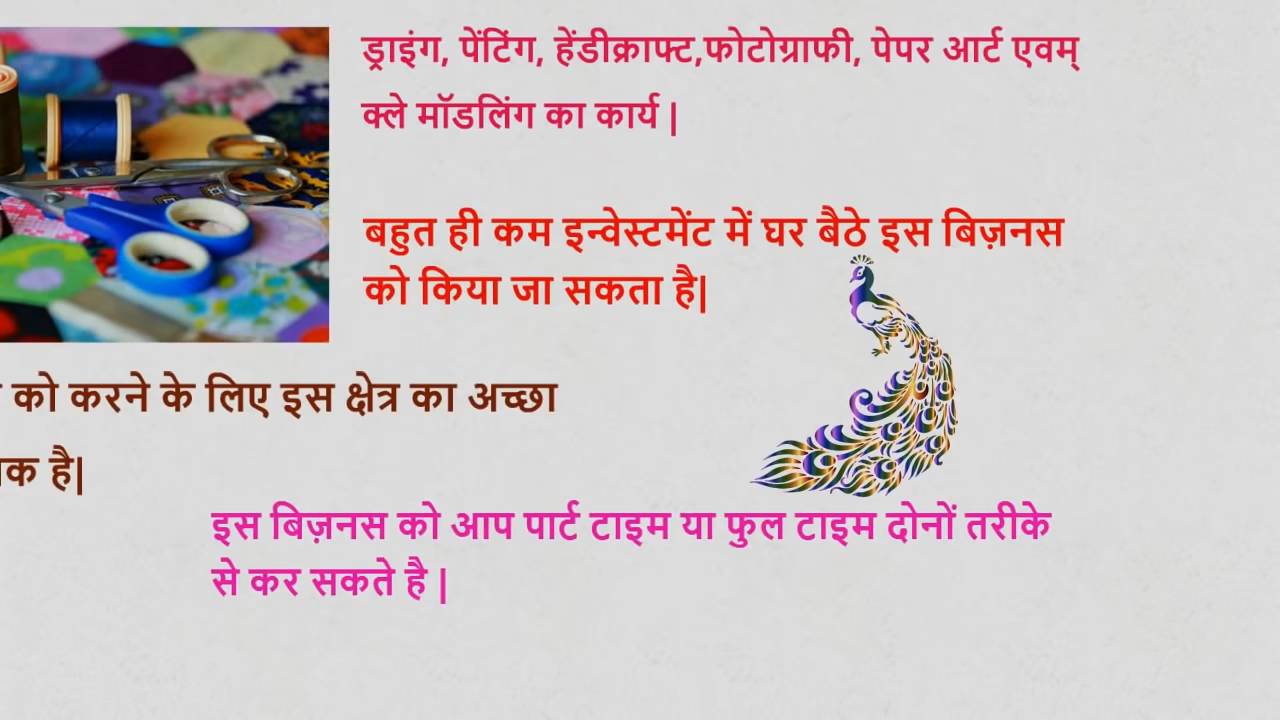 ड्राइंग, पेंटिंग, हेंडीक्राफ्ट,फोटोग्राफी, पेपर आर्ट एवम्
क्ले मॉडलिंग का कार्य |
बहुत ही कम इन्वेस्टमेंट में घर बैठे इस बिज़नस
को किया जा सकता है|
को करने के लिए इस क्षेत्र का अच्छा
है|
इस बिज़नस को आप पार्ट टाइम या फुल टाइम दोनों तरीके
से कर सकते है |